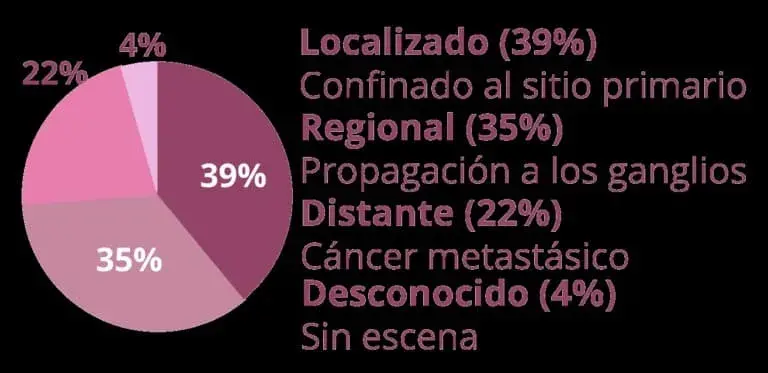 4%
22%
39%
35%
Localizado (39%)
Confinado al sitio primario
Regional (35%)
Propagación a los ganglios
Distante (22%)
Cáncer metastásico
Desconocido (4%)
Sin escena